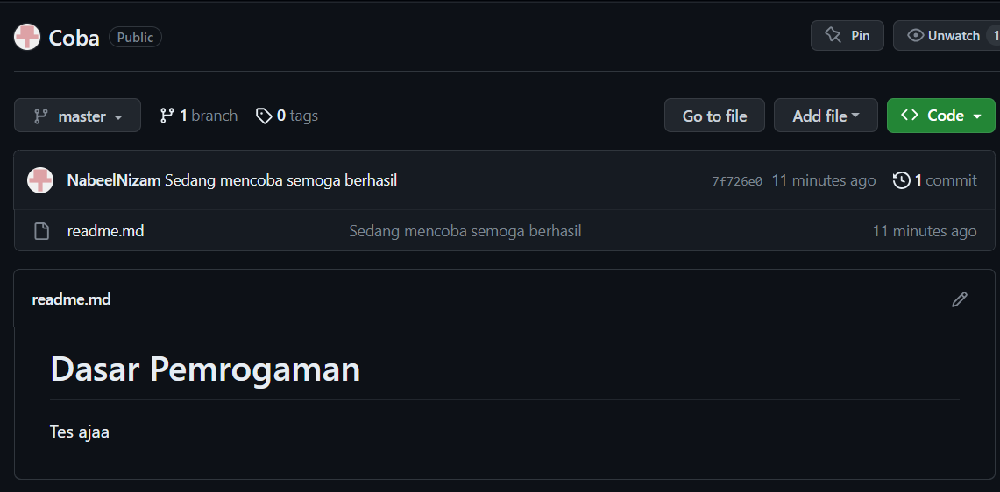 Coba Public Pin Unwatch 1
master 1 branch 0 tags Go to file Add file Code
NabeelNizam Sedang mencoba semoga berhasil 7f726e0 11 minutes ago 1 commit
readme.md Sedang mencoba semoga berhasil 11 minutes ago
readme.md
Dasar Pemrogaman
Tes ajaa